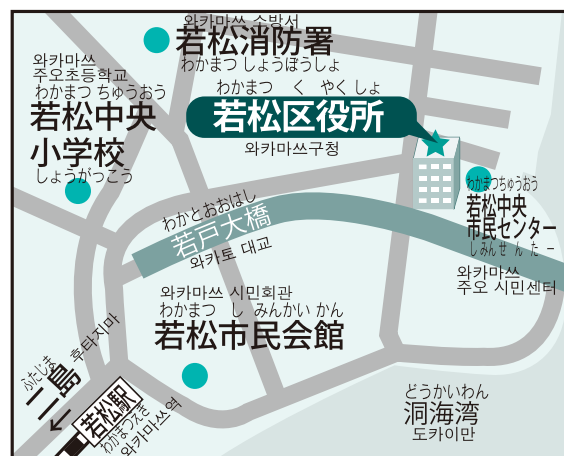 와카마쓰 소방서
若松消防署
わかまつ しょうぼうしょ
와카마쓰
주오초등학교
わかまつ ちゅうおう
若松中央
小学校
しょうがっこう
わかまつ く やくしょ
若松区役所
와카마쓰구청
わかまつちゅうおう
若松中央
市民センター
しみんせんたー
와카마쓰
주오 시민센터
わかとおおはし
若戸大橋
와카토 대교
와카마쓰 시민회관
わかまつ し みんかい かん
若松市民会館
ふたじま
二島
후타지마
若松駅
わかまつえき
와카마쓰역
どうかいわん
洞海湾
도카이만